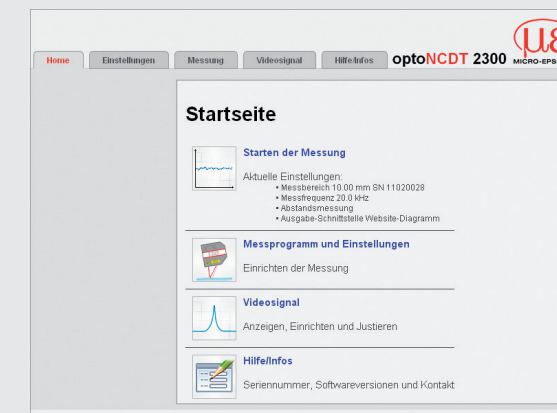 Home Einstellungen Messung Videosignal Hilfe/Infos optoNCDT 2300
με
MICRO-EPS
Startseite
Starten der Messung
Aktuelle Einstellungen:
• Messbereich 10.00 mm SN 11020028
• Messfrequenz 20.0 kHz
• Abstandsmessung
• Ausgabe-Schnittstelle Website-Diagramm
Messprogramm und Einstellungen
Einrichten der Messung
Videosignal
Anzeigen, Einrichten und Justieren
Hilfe/Infos
Seriennummer, Softwareversionen und Kontakt